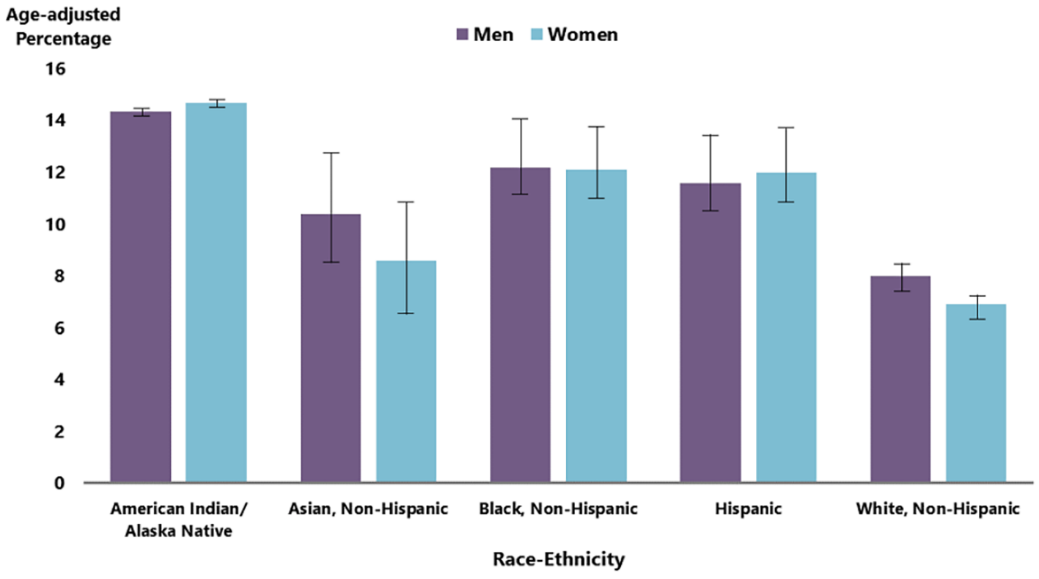 Age-adjusted
Percentage
Men Women
16
14
12
10
8
6
4
2
0
American Indian/
Alaska Native
Asian, Non-Hispanic
Black, Non-Hispanic
Hispanic
White, Non-Hispanic
Race-Ethnicity